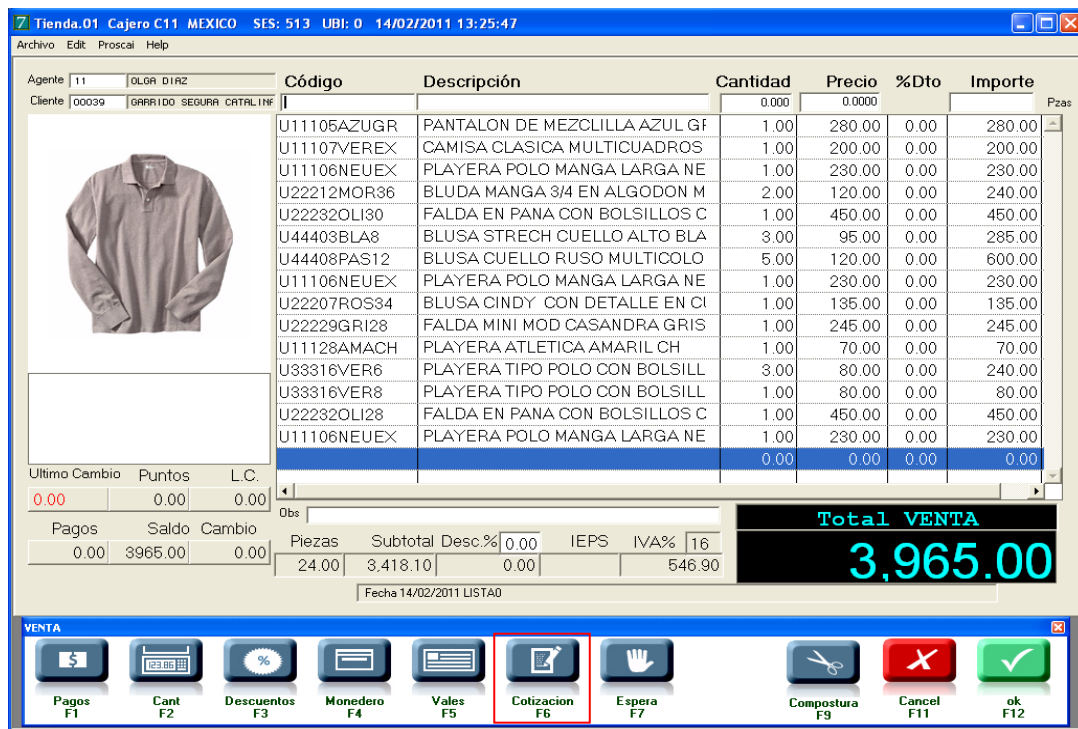 Tienda.01 Cajero C11 MEXICO SES: 513 UBI: 0 14/02/2011 13:25:47
Archivo Edit Proscai Help
Agente 11 OLGA DIAZ Código Descripción Cantidad Precio %Dto Importe
Cliente 00039 GARRIDO SEGURA CATALINF 0.000 0.0000 Pzas
U11105AZUGR PANTALON DE MEZCLILLA AZUL GF 1.00 280.00 0.00 280.00
U11107VEREX CAMISA CLASICA MULTICUADROS 1.00 200.00 0.00 200.00
U11106NEUEX PLAYERA POLO MANGA LARGA NE 1.00 230.00 0.00 230.00
U22212MOR36 BLUDA MANGA 3/4 EN ALGODON M 2.00 120.00 0.00 240.00
U22232OLI30 FALDA EN PANA CON BOLSILLOS C 1.00 450.00 0.00 450.00
U44403BLA8 BLUSA STRECH CUELLO ALTO BLA 3.00 95.00 0.00 285.00
U44408PAS12 BLUSA CUELLO RUSO MULTICOLO 5.00 120.00 0.00 600.00
U11106NEUEX PLAYERA POLO MANGA LARGA NE 1.00 230.00 0.00 230.00
U22207ROS34 BLUSA CINDY CON DETALLE EN CU 1.00 135.00 0.00 135.00
U22229GRI28 FALDA MINI MOD CASANDRA GRIS 1.00 245.00 0.00 245.00
U11128AMACH PLAYERA ATLETICA AMARIL CH 1.00 70.00 0.00 70.00
U33316VER6 PLAYERA TIPO POLO CON BOLSILL 3.00 80.00 0.00 240.00
U33316VER8 PLAYERA TIPO POLO CON BOLSILL 1.00 80.00 0.00 80.00
U22232OLI28 FALDA EN PANA CON BOLSILLOS C 1.00 450.00 0.00 450.00
U11106NEUEX PLAYERA POLO MANGA LARGA NE 1.00 230.00 0.00 230.00
0.00 0.00 0.00 0.00
Ultimo Cambio Puntos L.C.
0.00 0.00 0.00
Obs
Pagos Saldo Cambio
0.00 3965.00 0.00
Piezas Subtotal Desc.% 0.00 IEPS IVA% 16
24.00 3,418.10 0.00 546.90
Total VENTA
3,965.00
Fecha 14/02/2011 LISTA0
VENTA
123.86
Pagos Cant Descuentos Monedero Vales Cotizacion Espera Compostura Cancel ok
F1 F2 F3 F4 F5 F6 F7 F9 F11 F12